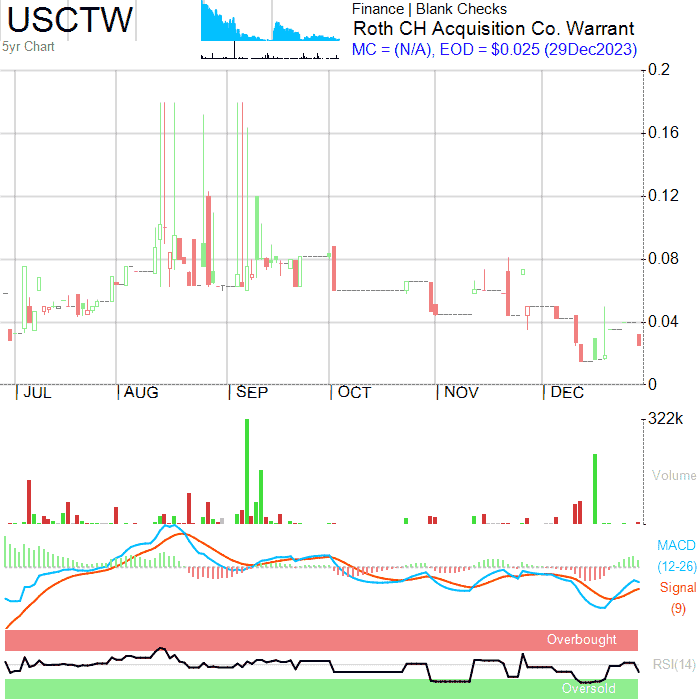 USCTW
5yr Chart
Finance | Blank Checks
Roth CH Acquisition Co. Warrant
MC = (N/A), EOD = $0.025 (29Dec2023)
0.2
0.16
0.12
0.08
0.04
0
JUL AUG SEP OCT NOV DEC
322k
Volume
MACD
(12-26)
Signal
(9)
Overbought
RSI(14)
Oversold